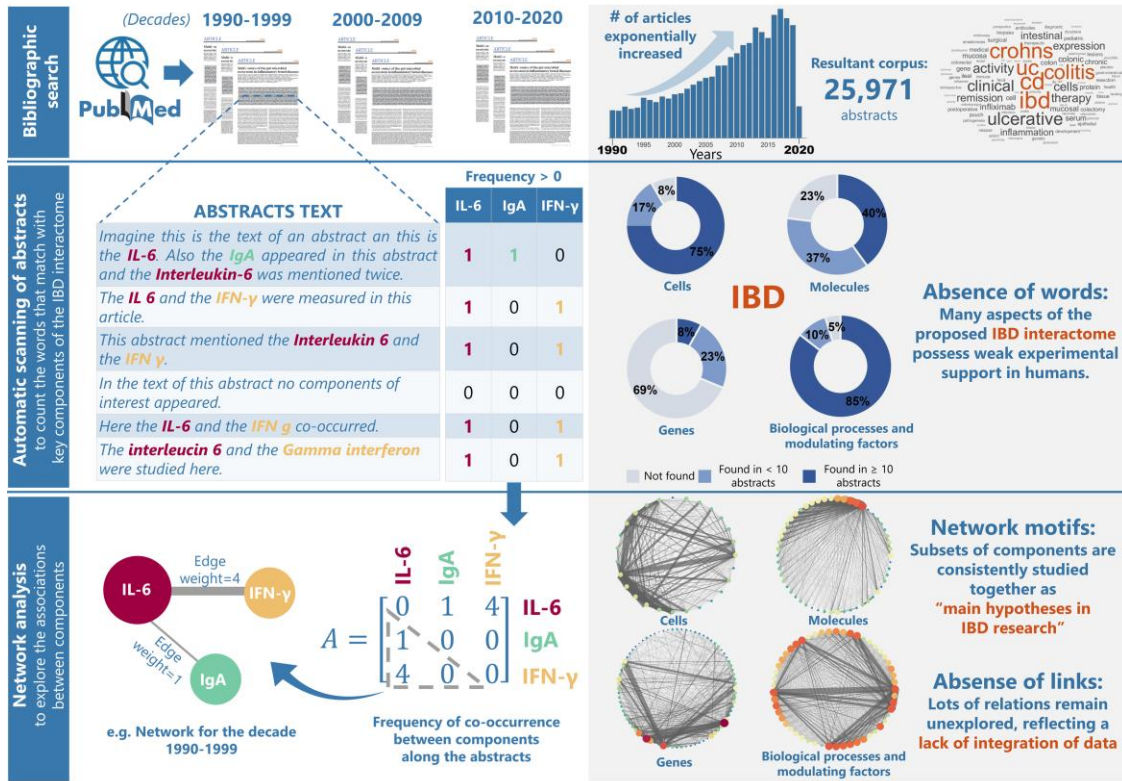 Bibliographic
search
(Decades)
1990-1999
2000-2009
2010-2020
PubMed
ARTICLE
ARTICLE
ARTICLE
# of articles
exponentially
increased
1990
1995
2000
2005
2010
2015
2020
Years
Resultant corpus:
25,971
abstracts
intestinal
crohns expression
mucosa colonic
activity uc colitis
clinical cd cells
remission cell ibd therapy
infliximab mucosal colectomy
ulcerative serum
inflammation
Automatic scanning of abstracts
to count the words that match with
key components of the IBD interactome
Frequency > 0
ABSTRACTS TEXT
IL-6 IgA IFN-γ
Imagine this is the text of an abstract an this is
the IL-6. Also the IgA appeared in this abstract
and the Interleukin-6 was mentioned twice.
1 1 0
The IL 6 and the IFN-γ were measured in this
article.
1 0 1
This abstract mentioned the Interleukin 6 and
the IFN γ.
1 0 1
In the text of this abstract no components of
interest appeared.
0 0 0
Here the IL-6 and the IFN g co-occurred.
1 0 1
The interleucin 6 and the Gamma interferon
were studied here.
1 0 1
8%
17%
75%
Cells
23%
40%
37%
Molecules
IBD
8%
23%
69%
Genes
5%
10%
85%
Biological processes and
modulating factors
Not found
Found in < 10
abstracts
Found in ≥ 10
abstracts
Absence of words:
Many aspects of the
proposed IBD interactome
possess weak experimental
support in humans.
Network analysis
to explore the associations
between components
IL-6
Edge
weight=4
IFN-γ
Edge
weight=1
IgA
e.g. Network for the decade
1990-1999
IL-6 IgA IFN-γ
0 1 4 IL-6
A = 1 0 0 IgA
4 0 0 IFN-γ
Frequency of co-occurrence
between components
along the abstracts
Cells
Molecules
Genes
Biological processes and
modulating factors
Network motifs:
Subsets of components are
consistently studied
together as
“main hypotheses in
IBD research”
Absense of links:
Lots of relations remain
unexplored, reflecting a
lack of integration of data